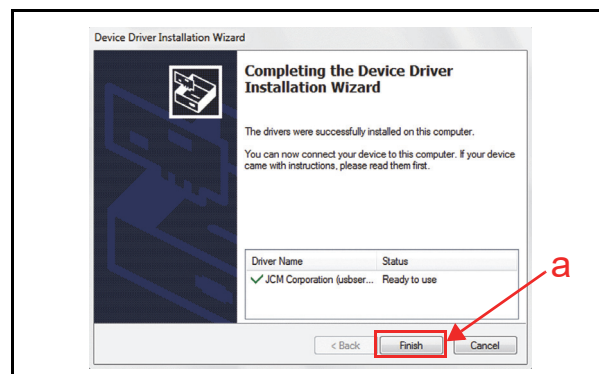 Device Driver Installation Wizard
Completing the Device Driver
Installation Wizard
The drivers were successfully installed on this computer.
You can now connect your device to this computer. If your device
came with instructions, please read them first.
Driver Name Status
JCM Corporation (usbser... Ready to use
a
< Back Finish Cancel